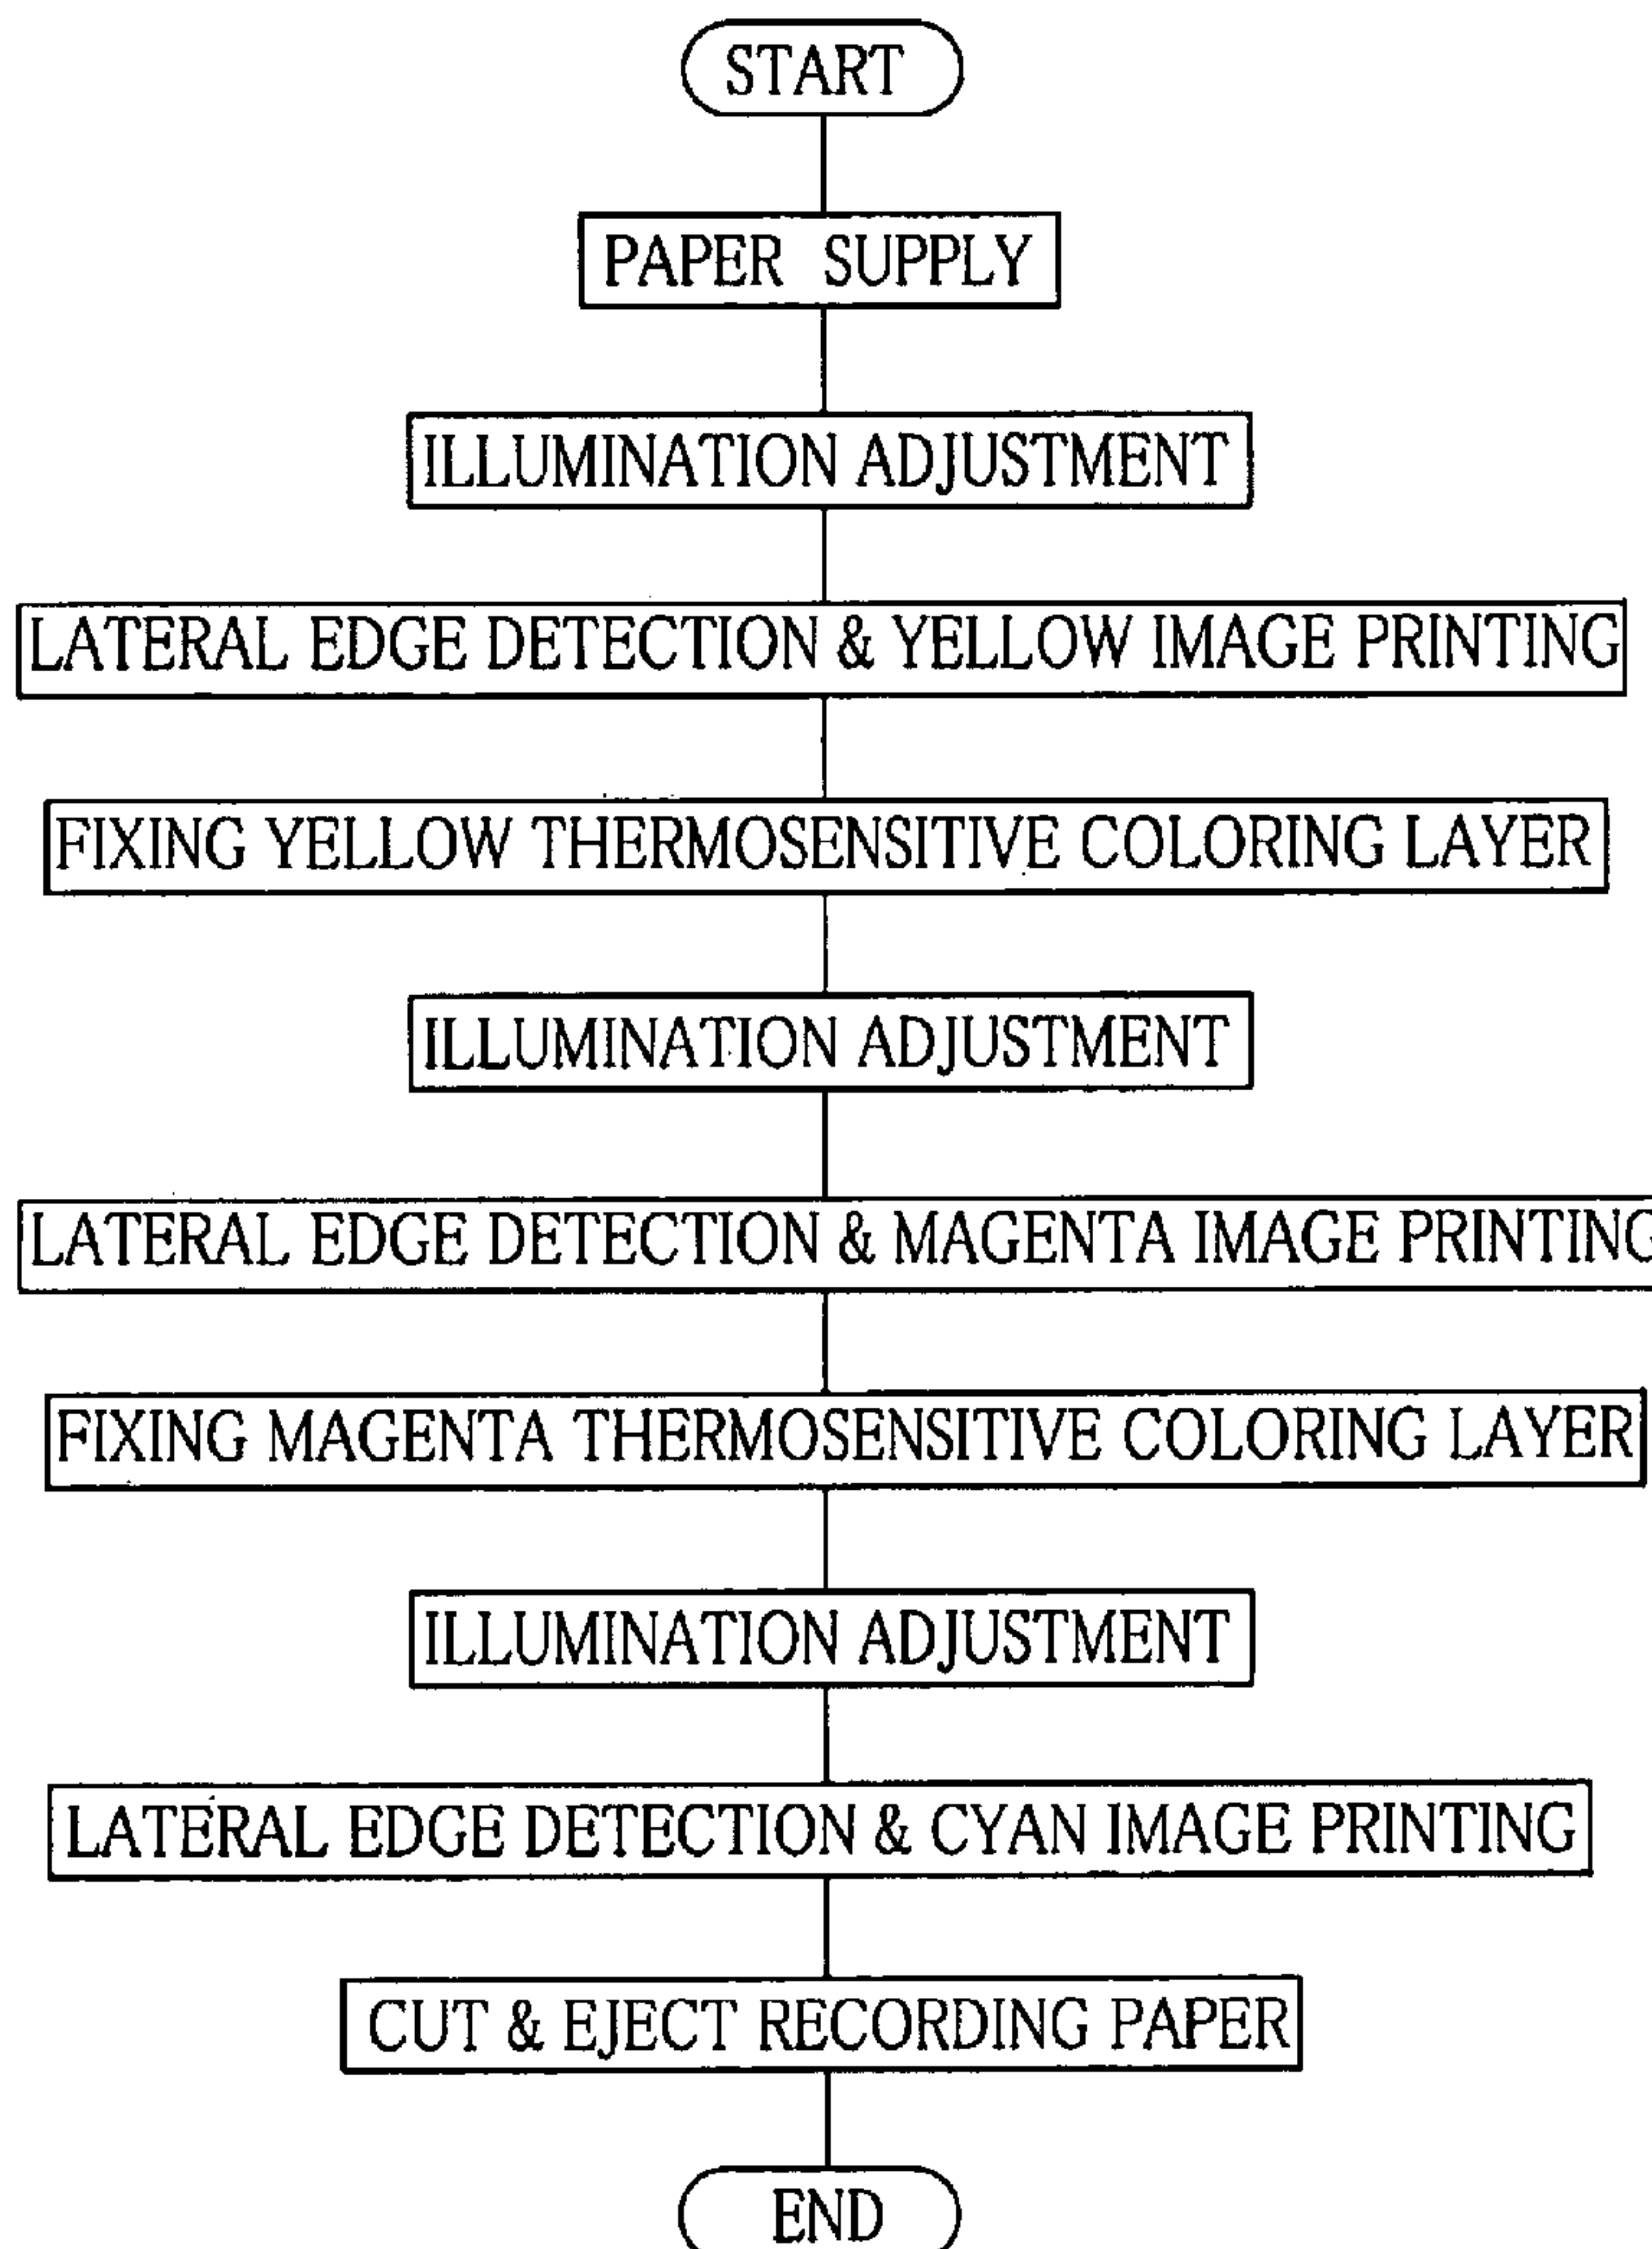 START
PAPER SUPPLY
ILLUMINATION ADJUSTMENT
LATERAL EDGE DETECTION & YELLOW IMAGE PRINTING
FIXING YELLOW THERMOSENSITIVE COLORING LAYER
ILLUMINATION ADJUSTMENT
LATERAL EDGE DETECTION & MAGENTA IMAGE PRINTING
FIXING MAGENTA THERMOSENSITIVE COLORING LAYER
ILLUMINATION ADJUSTMENT
LATERAL EDGE DETECTION & CYAN IMAGE PRINTING
CUT & EJECT RECORDING PAPER
END